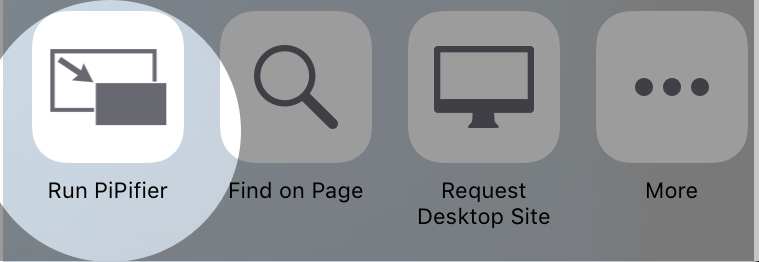 Run PiPifier
Find on Page
Request
Desktop Site
More